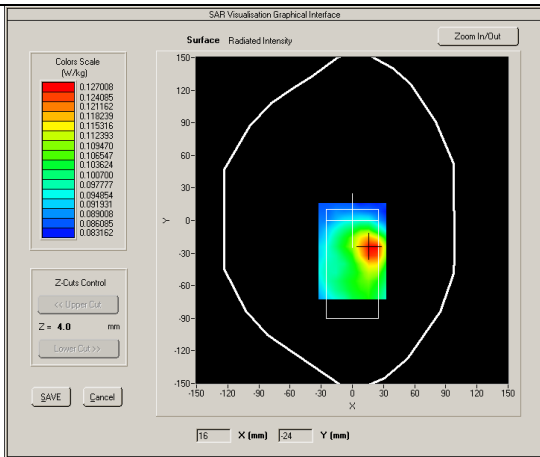 SAR Visualisation Graphical Interface
Surface Radiated Intensity
Zoom In/Out
Colors Scale
(W/kg)
0.127008
0.124085
0.121162
0.118239
0.115316
0.112393
0.109470
0.106547
0.103624
0.100700
0.097777
0.094854
0.091931
0.089008
0.086085
0.083162
Z-Cuts Control
<< Upper Cut
Z = 4.0 mm
Lower Cut >>
SAVE Cancel
150
120
90
60
30
0
-30
-60
-90
-120
-150
Y
-150 -120 -90 -60 -30 0 30 60 90 120 150
X
16 X (mm) -24 Y (mm)